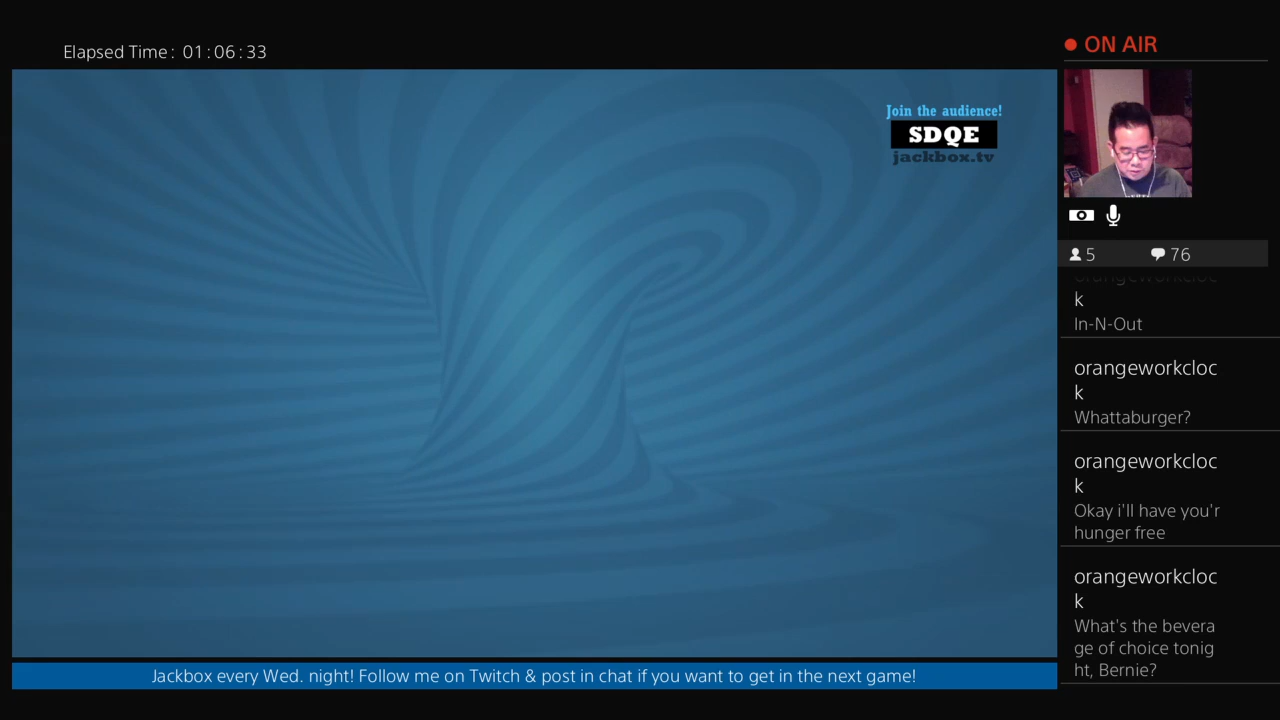 Elapsed Time: 01:06:33
ON AIR
Join the audience!
SDQE
jackbox.tv
5 76
orangeworkcloc
k
In-N-Out
orangeworkcloc
k
Whattaburger?
orangeworkcloc
k
Okay i'll have you'r
hunger free
orangeworkcloc
k
What's the bevera
ge of choice tonig
ht, Bernie?
Jackbox every Wed. night! Follow me on Twitch & post in chat if you want to get in the next game!